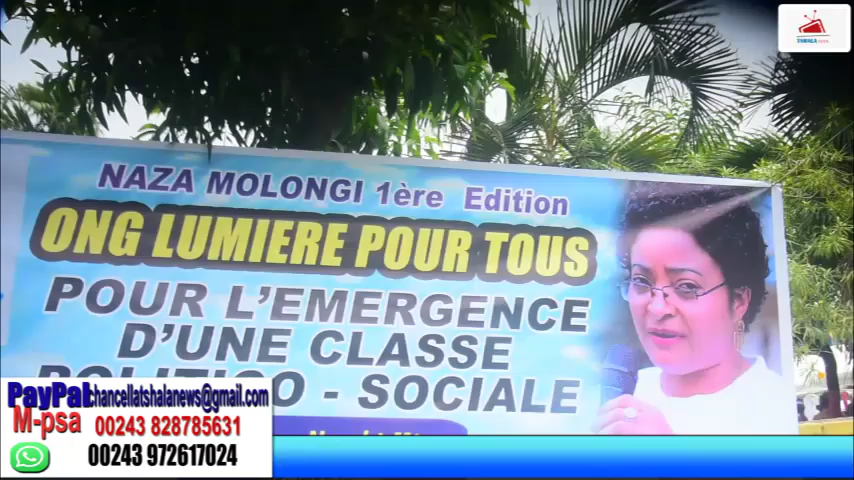 NAZA MOLONGI 1ère Edition
ONG LUMIERE POUR TOUS
POUR L'EMERGENCE
D'UNE CLASSE
POLITICO - SOCIALE
PayPal chancellatshalanews@gmail.com
M-psa 00243 828785631
00243 972617024